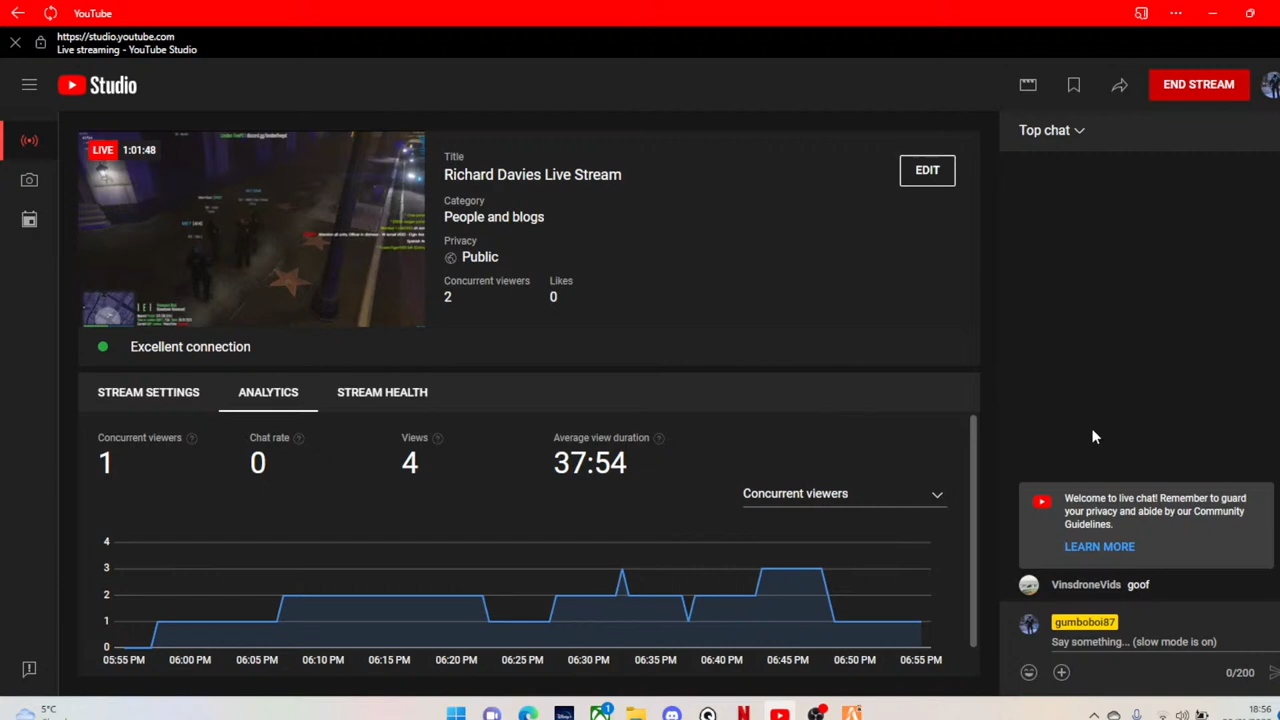 YouTube
https://studio.youtube.com
Live streaming - YouTube Studio
Studio
END STREAM
LIVE 1:01:48
Title
Richard Davies Live Stream
EDIT
Category
People and blogs
Privacy
Public
Concurrent viewers Likes
2 0
Excellent connection
STREAM SETTINGS ANALYTICS STREAM HEALTH
Concurrent viewers Chat rate Views Average view duration
1 0 4 37:54
Concurrent viewers
4
3
2
1
0
05:55 PM 06:00 PM 06:05 PM 06:10 PM 06:15 PM 06:20 PM 06:25 PM 06:30 PM 06:35 PM 06:40 PM 06:45 PM 06:50 PM 06:55 PM
Top chat
Welcome to live chat! Remember to guard
your privacy and abide by our Community
Guidelines.
LEARN MORE
VinsdroneVids goof
gumboboi87
Say something... (slow mode is on)
0/200
5°C
1
18:56